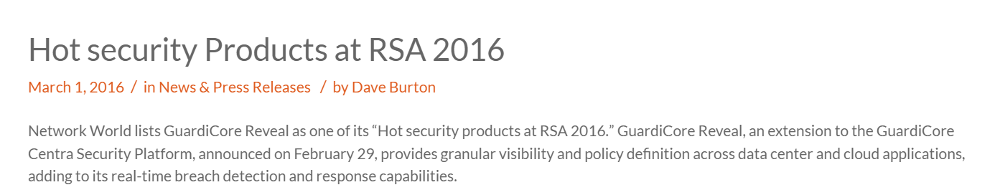 Hot security Products at RSA 2016
March 1, 2016 / in News & Press Releases / by Dave Burton
Network World lists GuardiCore Reveal as one of its “Hot security products at RSA 2016.” GuardiCore Reveal, an extension to the GuardiCore
Centra Security Platform, announced on February 29, provides granular visibility and policy definition across data center and cloud applications,
adding to its real-time breach detection and response capabilities.